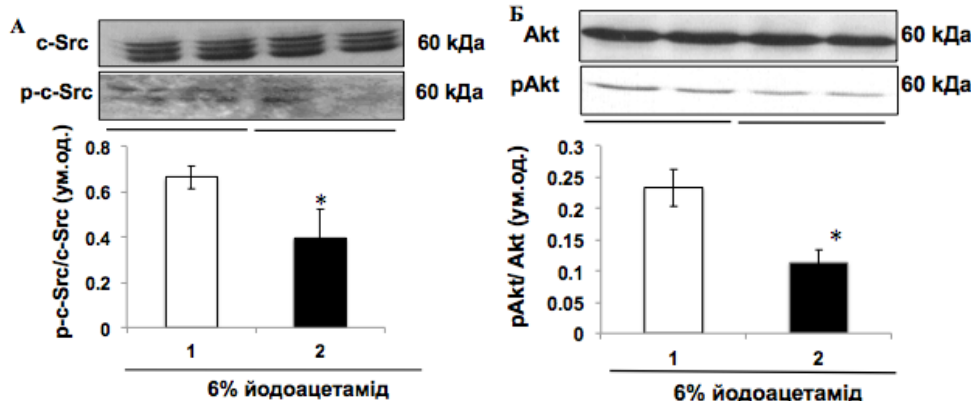 А
c-Src
60 кДа
p-c-Src
60 кДа
p-c-Src/c-Src (ум.од.)
0.8
0.6
0.4
0.2
0
*
1
2
6% йодоацетамід
Б
Akt
60 кДа
pAkt
60 кДа
pAkt/ Akt (ум.од.)
0.3
0.25
0.2
0.15
0.1
0.05
0
*
1
2
6% йодоацетамід